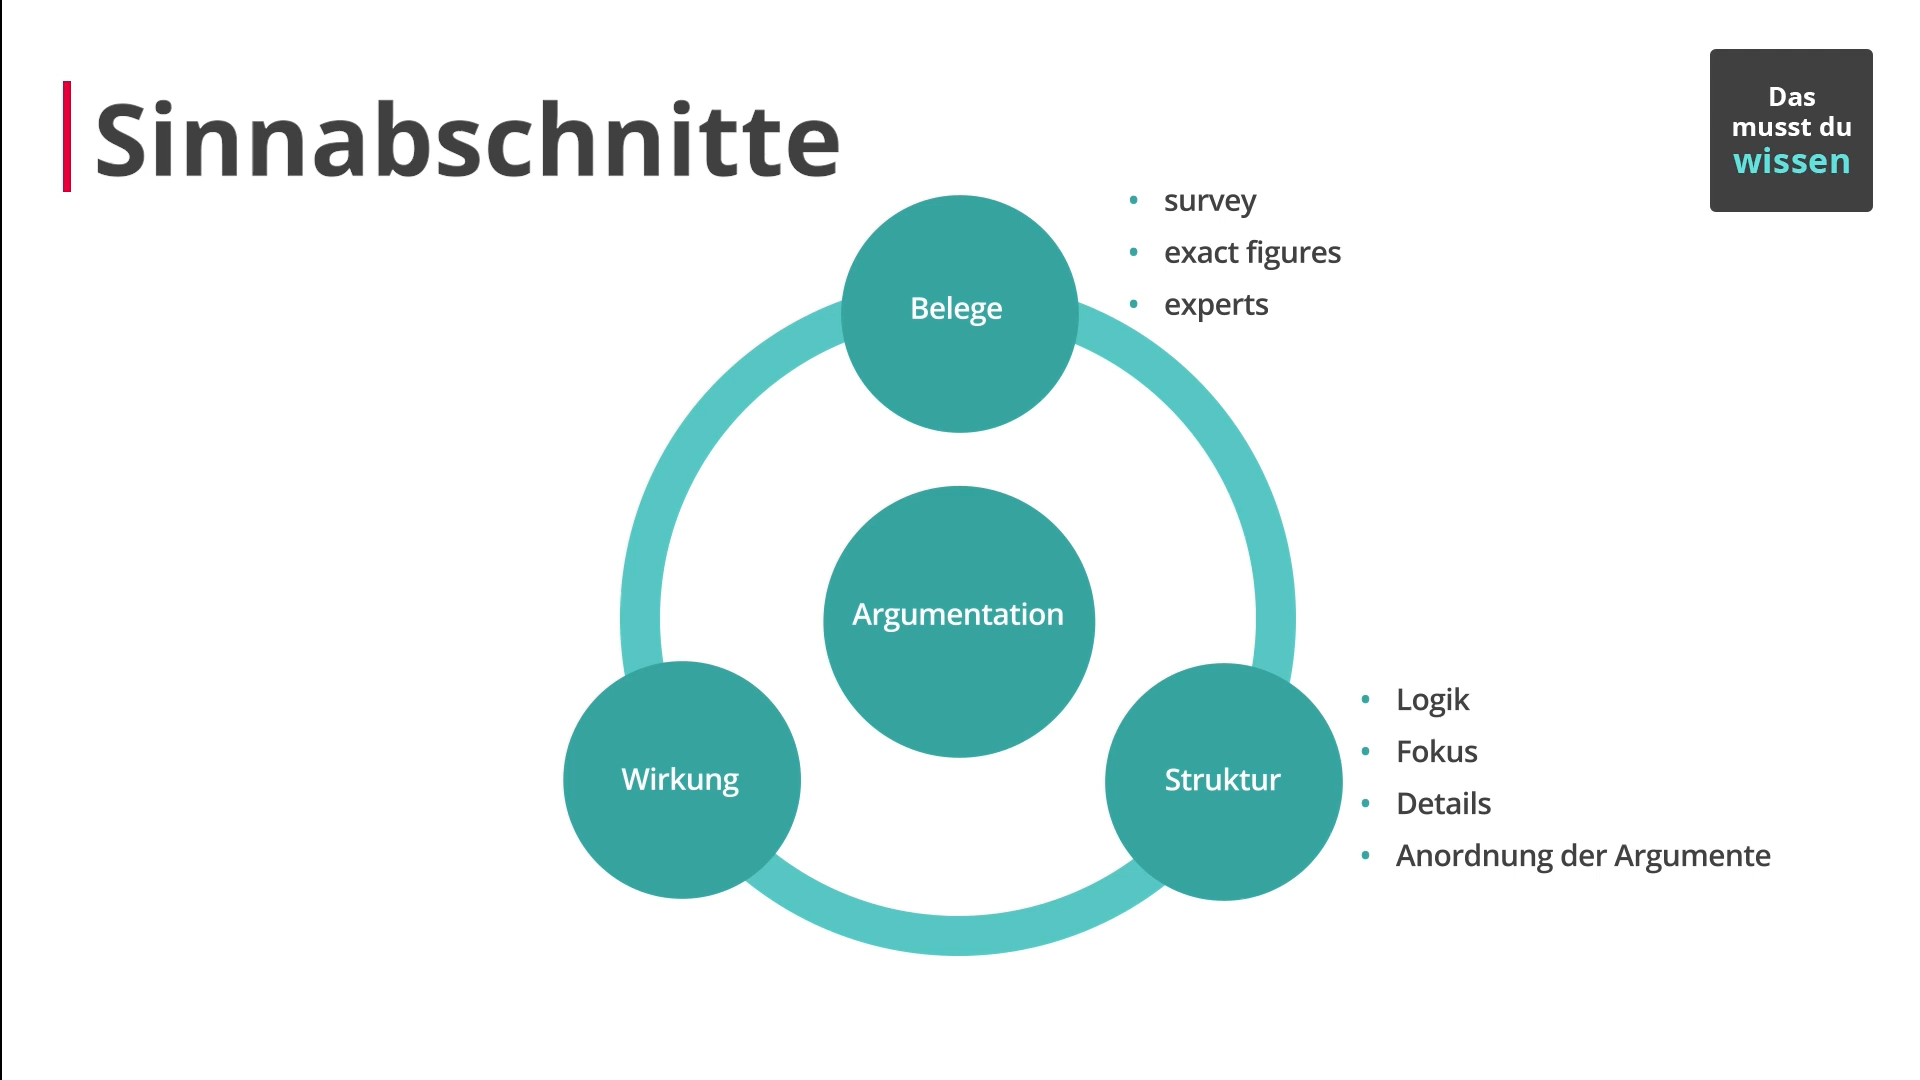 Sinnabschnitte
Das
musst du
wissen
• survey
• exact figures
• experts
Belege
Argumentation
Wirkung
Struktur
• Logik
• Fokus
• Details
• Anordnung der Argumente